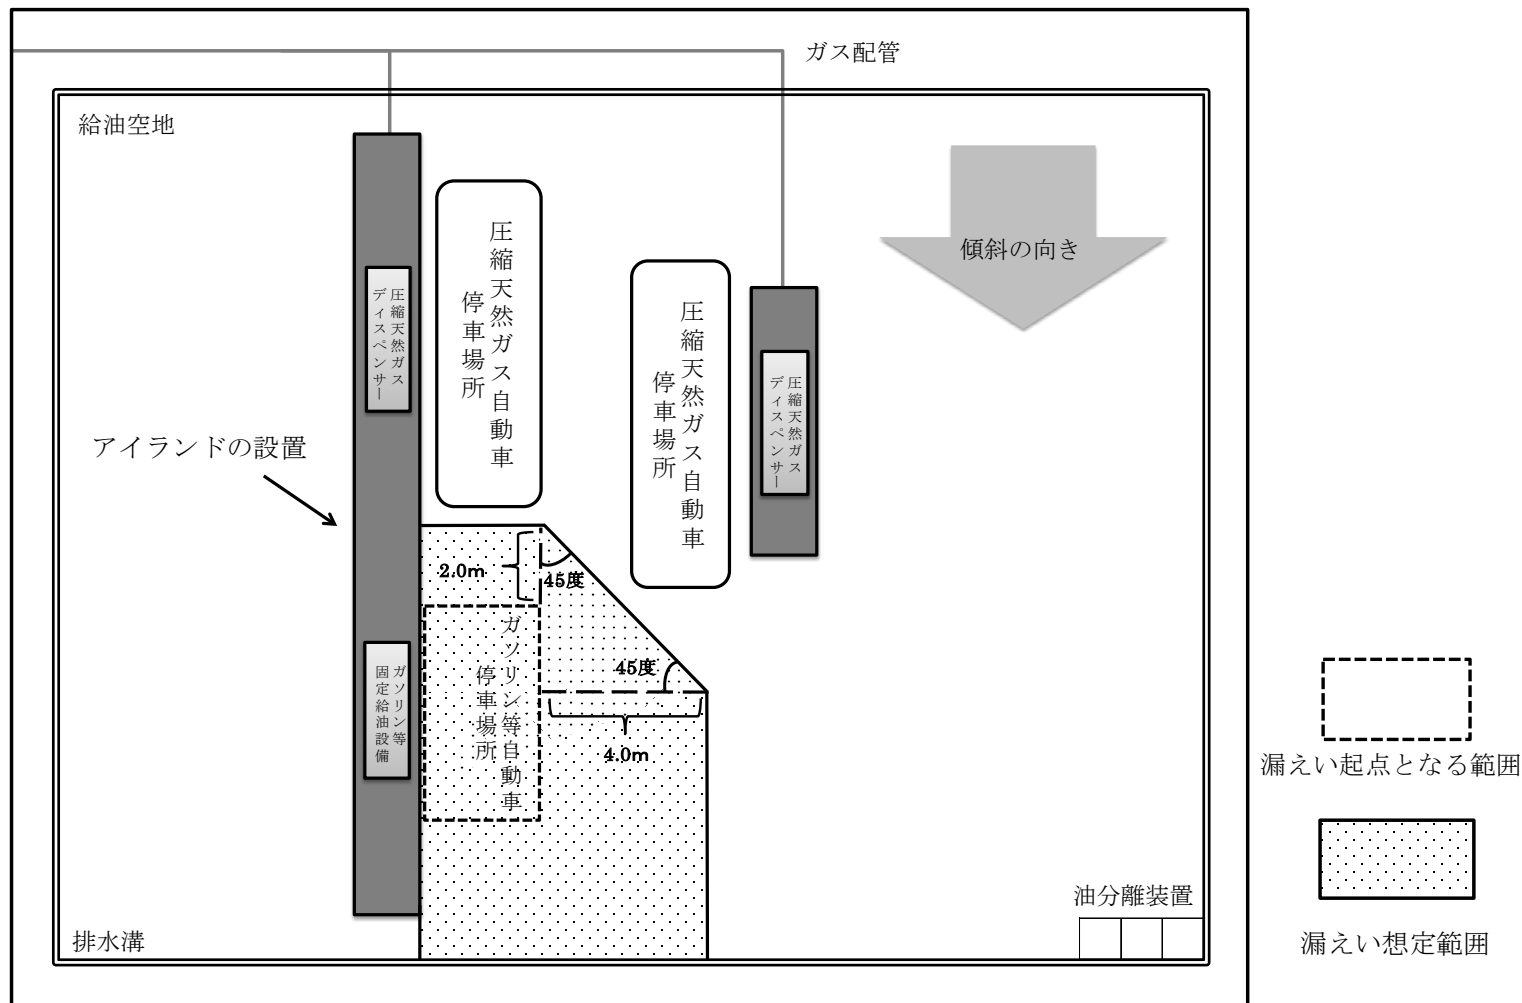 ガス配管
給油空地
傾斜の向き
圧縮天然ガス自動車
停車場所
圧縮天然ガス自動車
停車場所
圧縮天然ガス
ディスペンサー
圧縮天然ガス
ディスペンサー
アイランドの設置
2.0m
45度
45度
4.0m
ガソリン等自動車
停車場所
ガソリン等
固定給油設備
漏えい起点となる範囲
漏えい想定範囲
油分離装置
排水溝